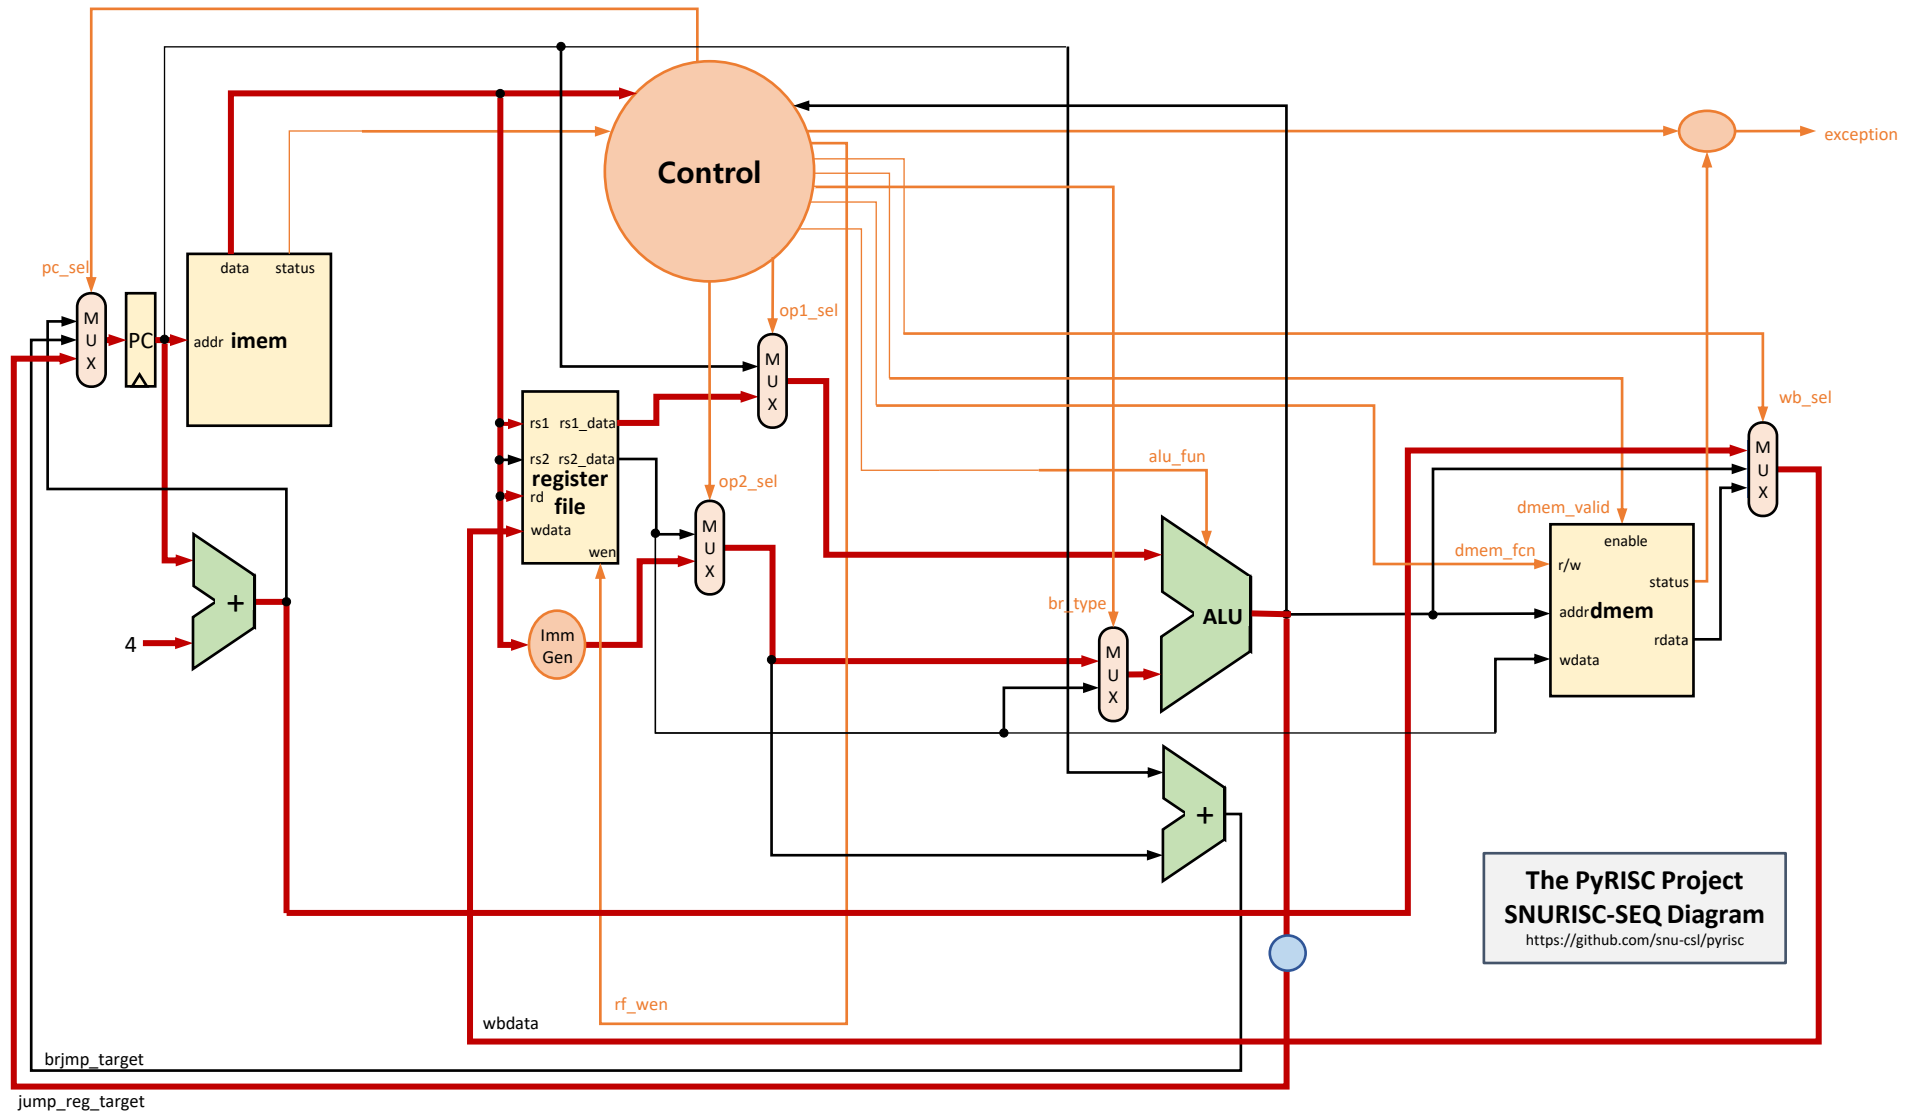 exception
Control
pc_sel
data
status
op1_sel
M
U
X
PC
addr
imem
M
U
X
wb_sel
rs1
rs1_data
rs2
rs2_data
register
file
rd
wdata
wen
op2_sel
M
U
X
alu_fun
M
U
X
dmem_valid
enable
dmem_fcn
r/w
status
addr
dmem
rdata
wdata
br_type
ALU
M
U
X
+
4
Imm
Gen
+
The PyRISC Project
SNURISC-SEQ Diagram
https://github.com/snu-csl/pyrisc
rf_wen
wbdata
brjmp_target
jump_reg_target